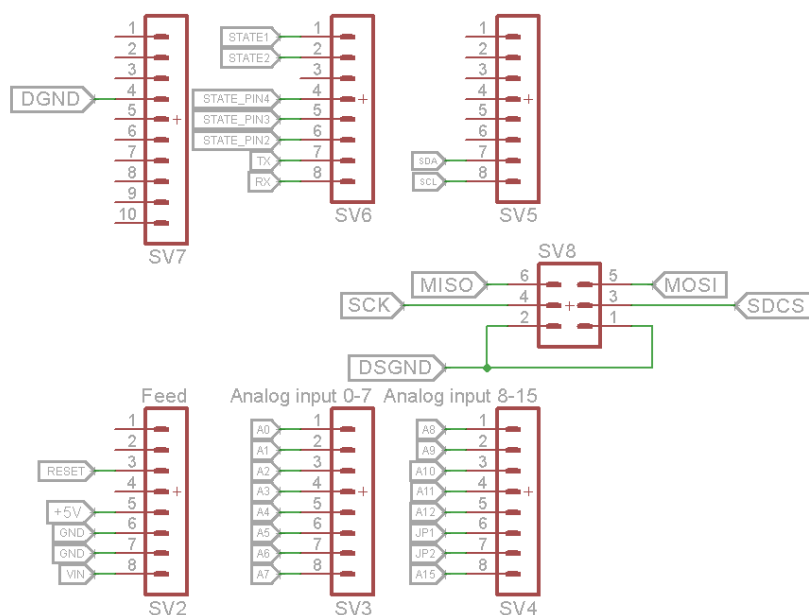 1
2
3
DGND 4
5
6
7
8
9
10
SV7
STATE1 1
STATE2 2
3
STATE_PIN4 4
STATE_PIN3 5
STATE_PIN2 6
TX 7
RX 8
SV6
1
2
3
4
5
6
SDA 7
SCL 8
SV5
SV8
MISO 6 5 MOSI
SCK 4 3 SDCS
2 1
DSGND
Feed
1
2
RESET 3
4
+5V 5
GND 6
GND 7
VIN 8
SV2
Analog input 0-7
A0 1
A1 2
A2 3
A3 4
A4 5
A5 6
A6 7
A7 8
SV3
Analog input 8-15
A8 1
A9 2
A10 3
A11 4
A12 5
JP1 6
JP2 7
A15 8
SV4